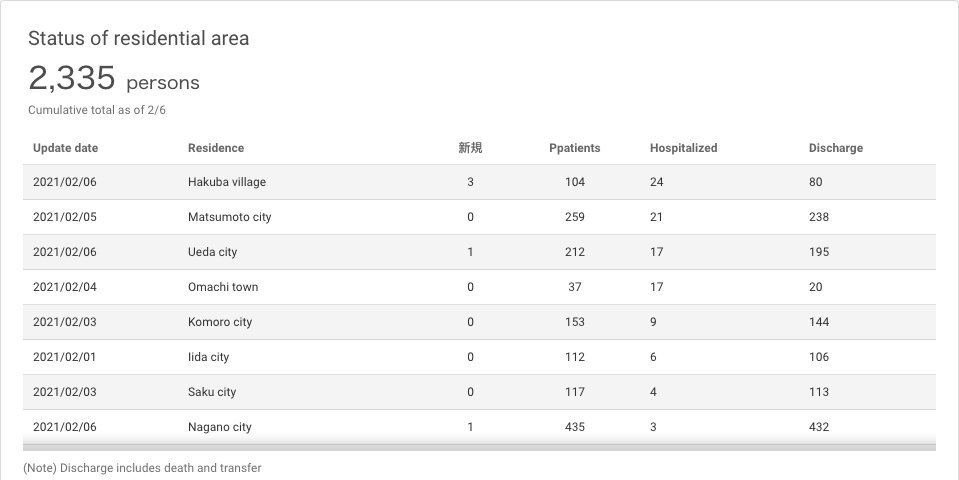 Status of residential area
2,335 persons
Cumulative total as of 2/6
Update date Residence 新規 Ppatients Hospitalized Discharge
2021/02/06 Hakuba village 3 104 24 80
2021/02/05 Matsumoto city 0 259 21 238
2021/02/06 Ueda city 1 212 17 195
2021/02/04 Omachi town 0 37 17 20
2021/02/03 Komoro city 0 153 9 144
2021/02/01 Iida city 0 112 6 106
2021/02/03 Saku city 0 117 4 113
2021/02/06 Nagano city 1 435 3 432
(Note) Discharge includes death and transfer